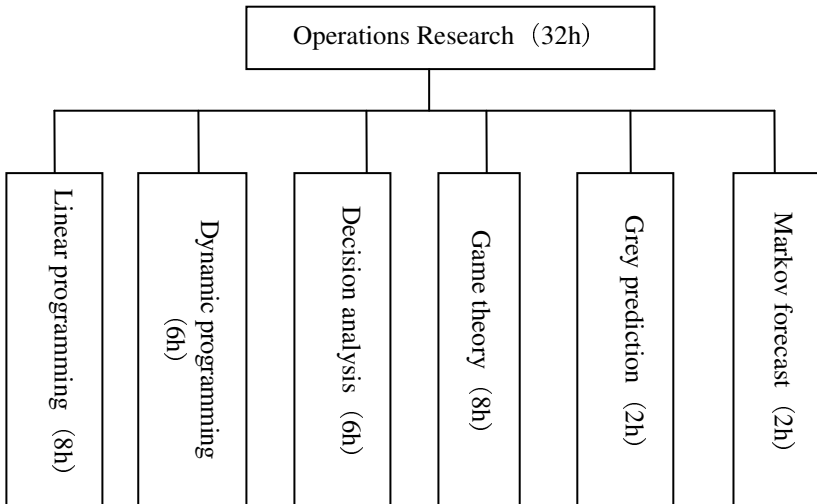 Operations Research（32h）
Linear programming（8h）
Dynamic programming
（6h）
Decision analysis（6h）
Game theory（8h）
Grey prediction（2h）
Markov forecast（2h）